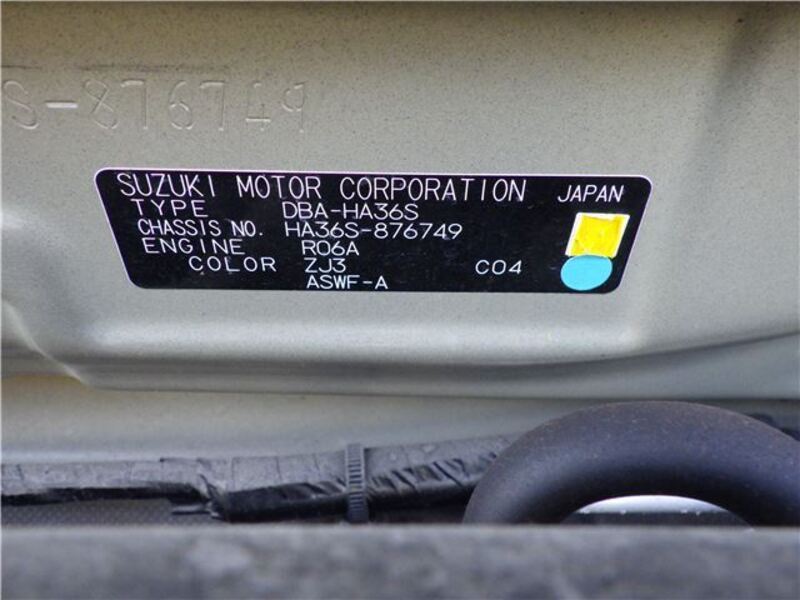 S-876749
SUZUKI MOTOR CORPORATION JAPAN
TYPE DBA-HA36S
CHASSIS NO. HA36S-876749
ENGINE R06A
COLOR ZJ3 C04
ASWF-A